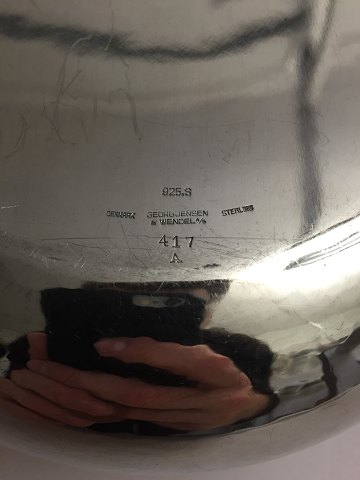 925.S
DENMARK GEORG JENSEN STERLING
& WENDEL A/S
417
A